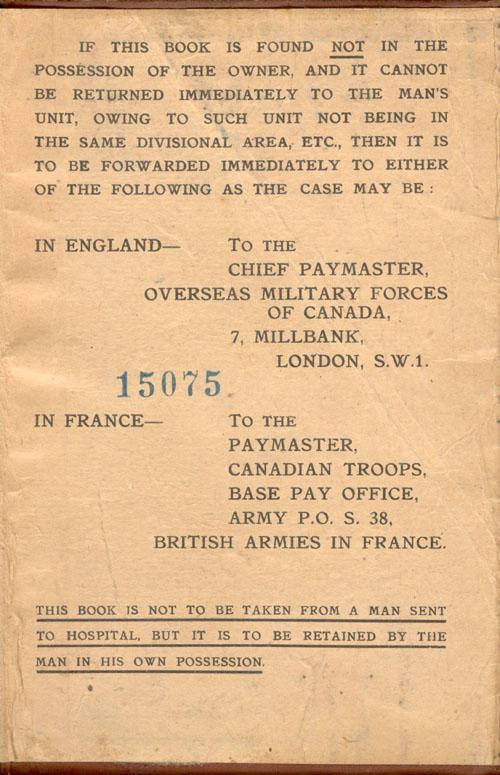 IF THIS BOOK IS FOUND NOT IN THE
POSSESSION OF THE OWNER, AND IT CANNOT
BE RETURNED IMMEDIATELY TO THE MAN'S
UNIT, OWING TO SUCH UNIT NOT BEING IN
THE SAME DIVISIONAL AREA, ETC., THEN IT IS
TO BE FORWARDED IMMEDIATELY TO EITHER
OF THE FOLLOWING AS THE CASE MAY BE :
IN ENGLAND— To the
CHIEF PAYMASTER,
OVERSEAS MILITARY FORCES
OF CANADA,
7, MILLBANK,
LONDON, S.W.1.
15075
IN FRANCE— To the
PAYMASTER,
CANADIAN TROOPS,
BASE PAY OFFICE,
ARMY P.O. S. 38,
BRITISH ARMIES IN FRANCE.
THIS BOOK IS NOT TO BE TAKEN FROM A MAN SENT
TO HOSPITAL, BUT IT IS TO BE RETAINED BY THE
MAN IN HIS OWN POSSESSION.